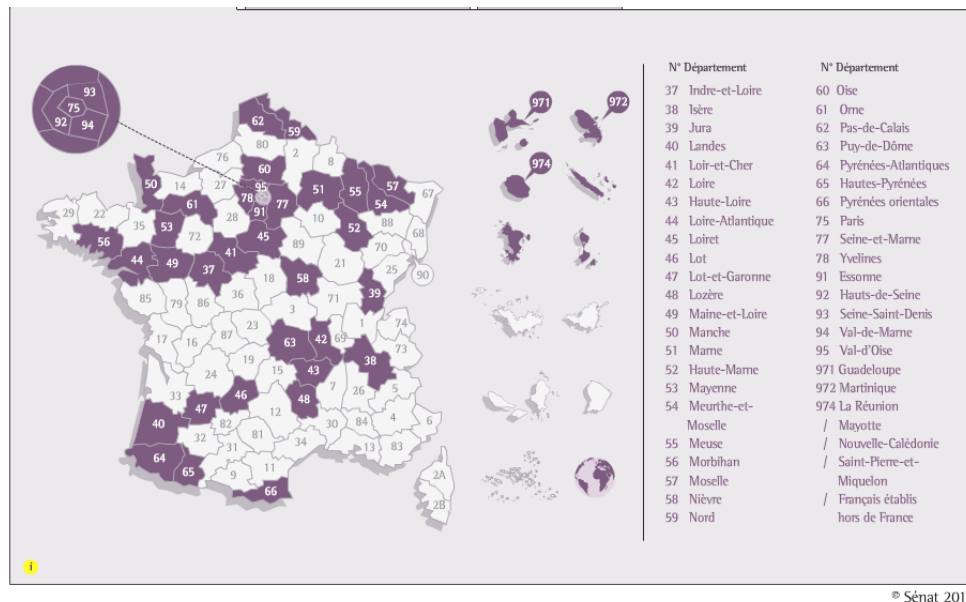 93
75
92 94
971 972
974
62
59
80
76 2 8
60
95
50 14 27 78 77 51 55 57 67
61 91 54
29 22 35 53 28 10 88
56 72 45 52 68
41 89 70
44 49 37 21 25 90
18 58
85 79 86 36 71 39
3
17 16 87 23 63 42 69 1 74
73
24 19 15 43 38
33 46 48 7 26 5
47 12
40 82 30 84 4 6
32 81 34 13 83
64 31
65 9 11
66
2A
2B
i
N° Département
37 Indre-et-Loire
38 Isère
39 Jura
40 Landes
41 Loir-et-Cher
42 Loire
43 Haute-Loire
44 Loire-Atlantique
45 Loiret
46 Lot
47 Lot-et-Garonne
48 Lozère
49 Maine-et-Loire
50 Manche
51 Marne
52 Haute-Marne
53 Mayenne
54 Meurthe-et-
Moselle
55 Meuse
56 Morbihan
57 Moselle
58 Nièvre
59 Nord
N° Département
60 Oise
61 Orne
62 Pas-de-Calais
63 Puy-de-Dôme
64 Pyrénées-Atlantiques
65 Hautes-Pyrénées
66 Pyrénées orientales
75 Paris
77 Seine-et-Marne
78 Yvelines
91 Essonne
92 Hauts-de-Seine
93 Seine-Saint-Denis
94 Val-de-Marne
95 Val-d'Oise
971 Guadeloupe
972 Martinique
974 La Réunion
/ Mayotte
/ Nouvelle-Calédonie
/ Saint-Pierre-et-
Miquelon
/ Français établis
hors de France
© Sénat 201